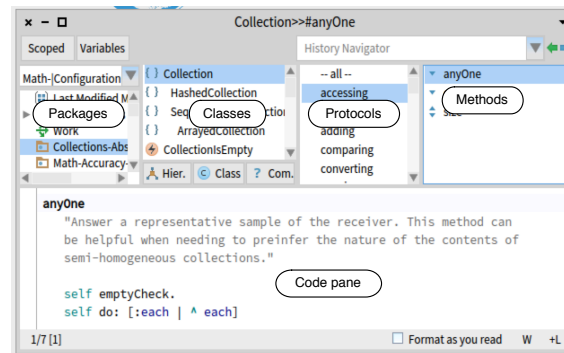 Collection>>#anyOne
Scoped Variables History Navigator
Math-|Configuration
Last Modified M
Packages
Work
Collections-Abs
Math-Accuracy-
Collection
HashedCollection
Classes
ArrayedCollection
CollectionIsEmpty
Hier. Class ? Com.
-- all --
accessing
Protocols
adding
comparing
converting
anyOne
Methods
anyOne
"Answer a representative sample of the receiver. This method can
be helpful when needing to preinfer the nature of the contents of
semi-homogeneous collections."
self emptyCheck.
Code pane
self do: [:each | ^ each]
1/7 [1] Format as you read W +L